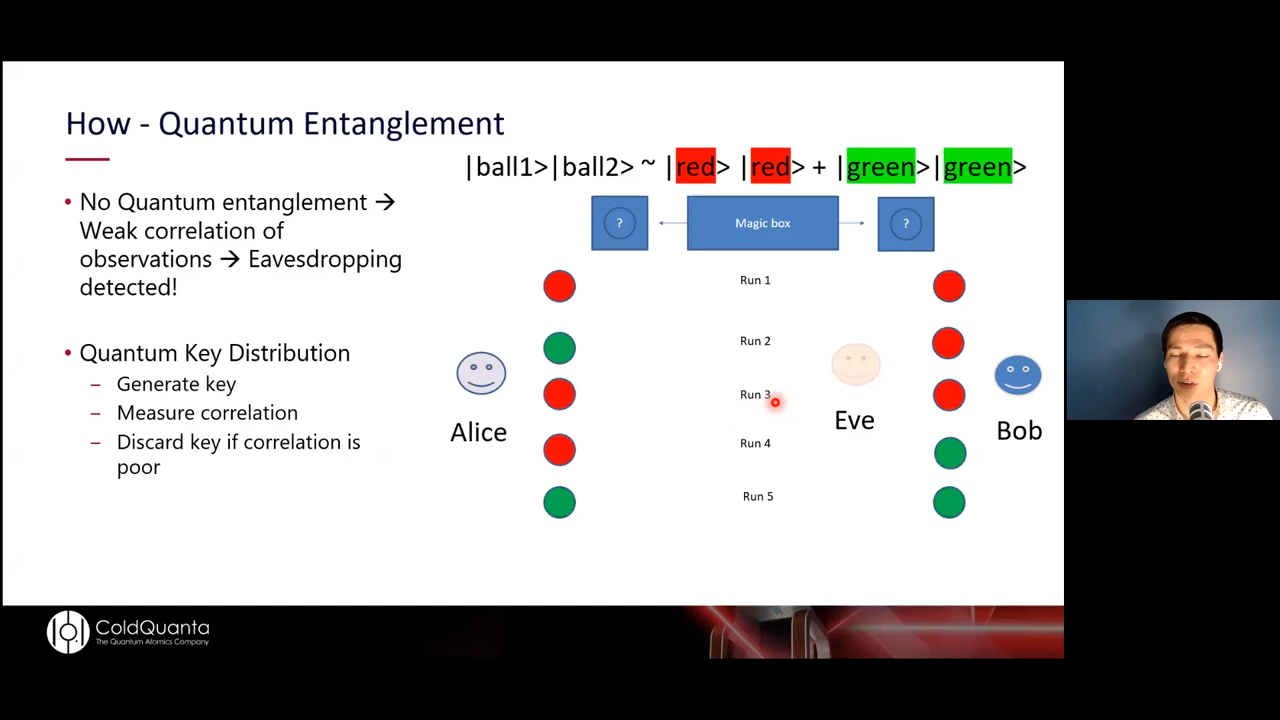 How - Quantum Entanglement
|ball1>|ball2> ~ |red> |red> + |green>|green>
• No Quantum entanglement →
Weak correlation of
observations → Eavesdropping
detected!
• Quantum Key Distribution
– Generate key
– Measure correlation
– Discard key if correlation is
poor
?
Magic box
?
Run 1
Run 2
Run 3
Run 4
Run 5
Alice
Eve
Bob
ColdQuanta
The Quantum Atomics Company